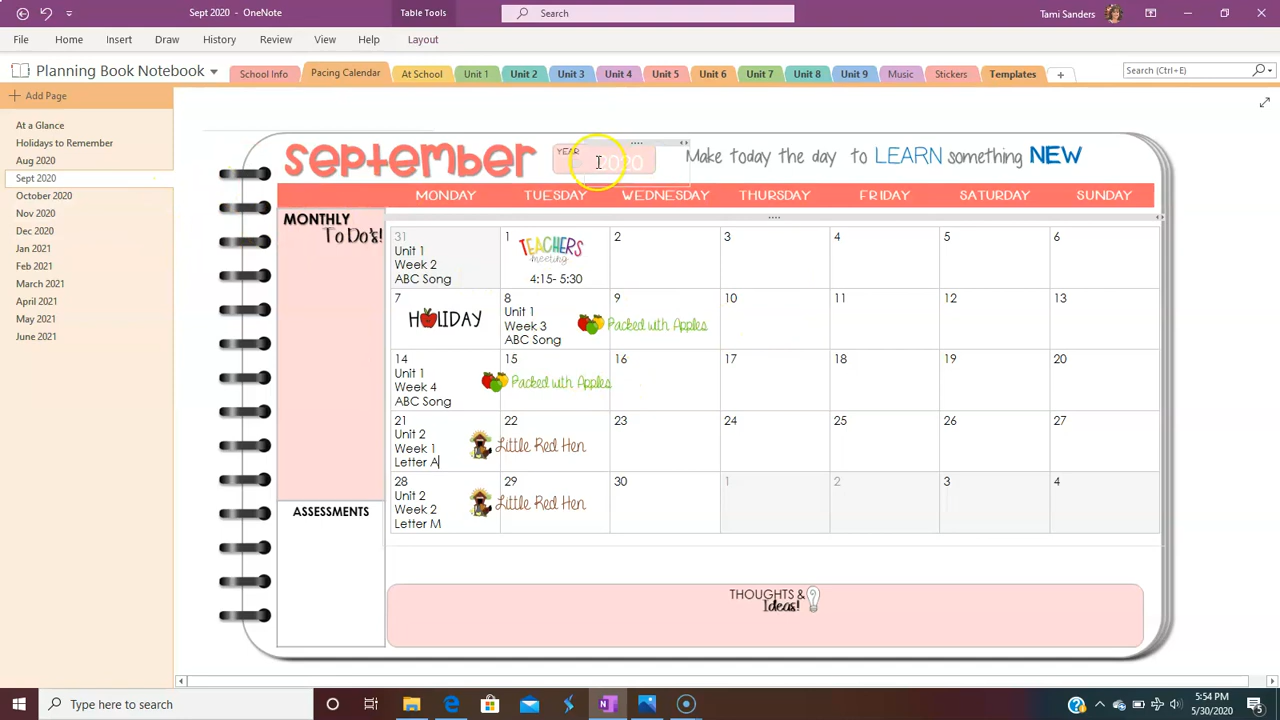 Sept 2020 - OneNote
Table Tools
Search
Tami Sanders
File
Home
Insert
Draw
History
Review
View
Help
Layout
Planning Book Notebook
School Info
Pacing Calendar
At School
Unit 1
Unit 2
Unit 3
Unit 4
Unit 5
Unit 6
Unit 7
Unit 8
Unit 9
Music
Stickers
Templates
Search (Ctrl+E)
Add Page
At a Glance
Holidays to Remember
Aug 2020
Sept 2020
October 2020
Nov 2020
Dec 2020
Jan 2021
Feb 2021
March 2021
April 2021
May 2021
June 2021
September
YEAR
2020
Make today the day to LEARN something NEW
MONDAY TUESDAY WEDNESDAY THURSDAY FRIDAY SATURDAY SUNDAY
MONTHLY
To Do's!
ASSESSMENTS
31
Unit 1
Week 2
ABC Song
1
TEACHERS
meeting
4:15- 5:30
2
3
4
5
6
7
HOLIDAY
8
Unit 1
Week 3
ABC Song
Packed with Apples
9
10
11
12
13
14
Unit 1
Week 4
ABC Song
15
Packed with Apples
16
17
18
19
20
21
Unit 2
Week 1
Letter A
22
Little Red Hen
23
24
25
26
27
28
Unit 2
Week 2
Letter M
29
Little Red Hen
30
1
2
3
4
THOUGHTS &
Ideas!
Type here to search
5:54 PM
5/30/2020
5